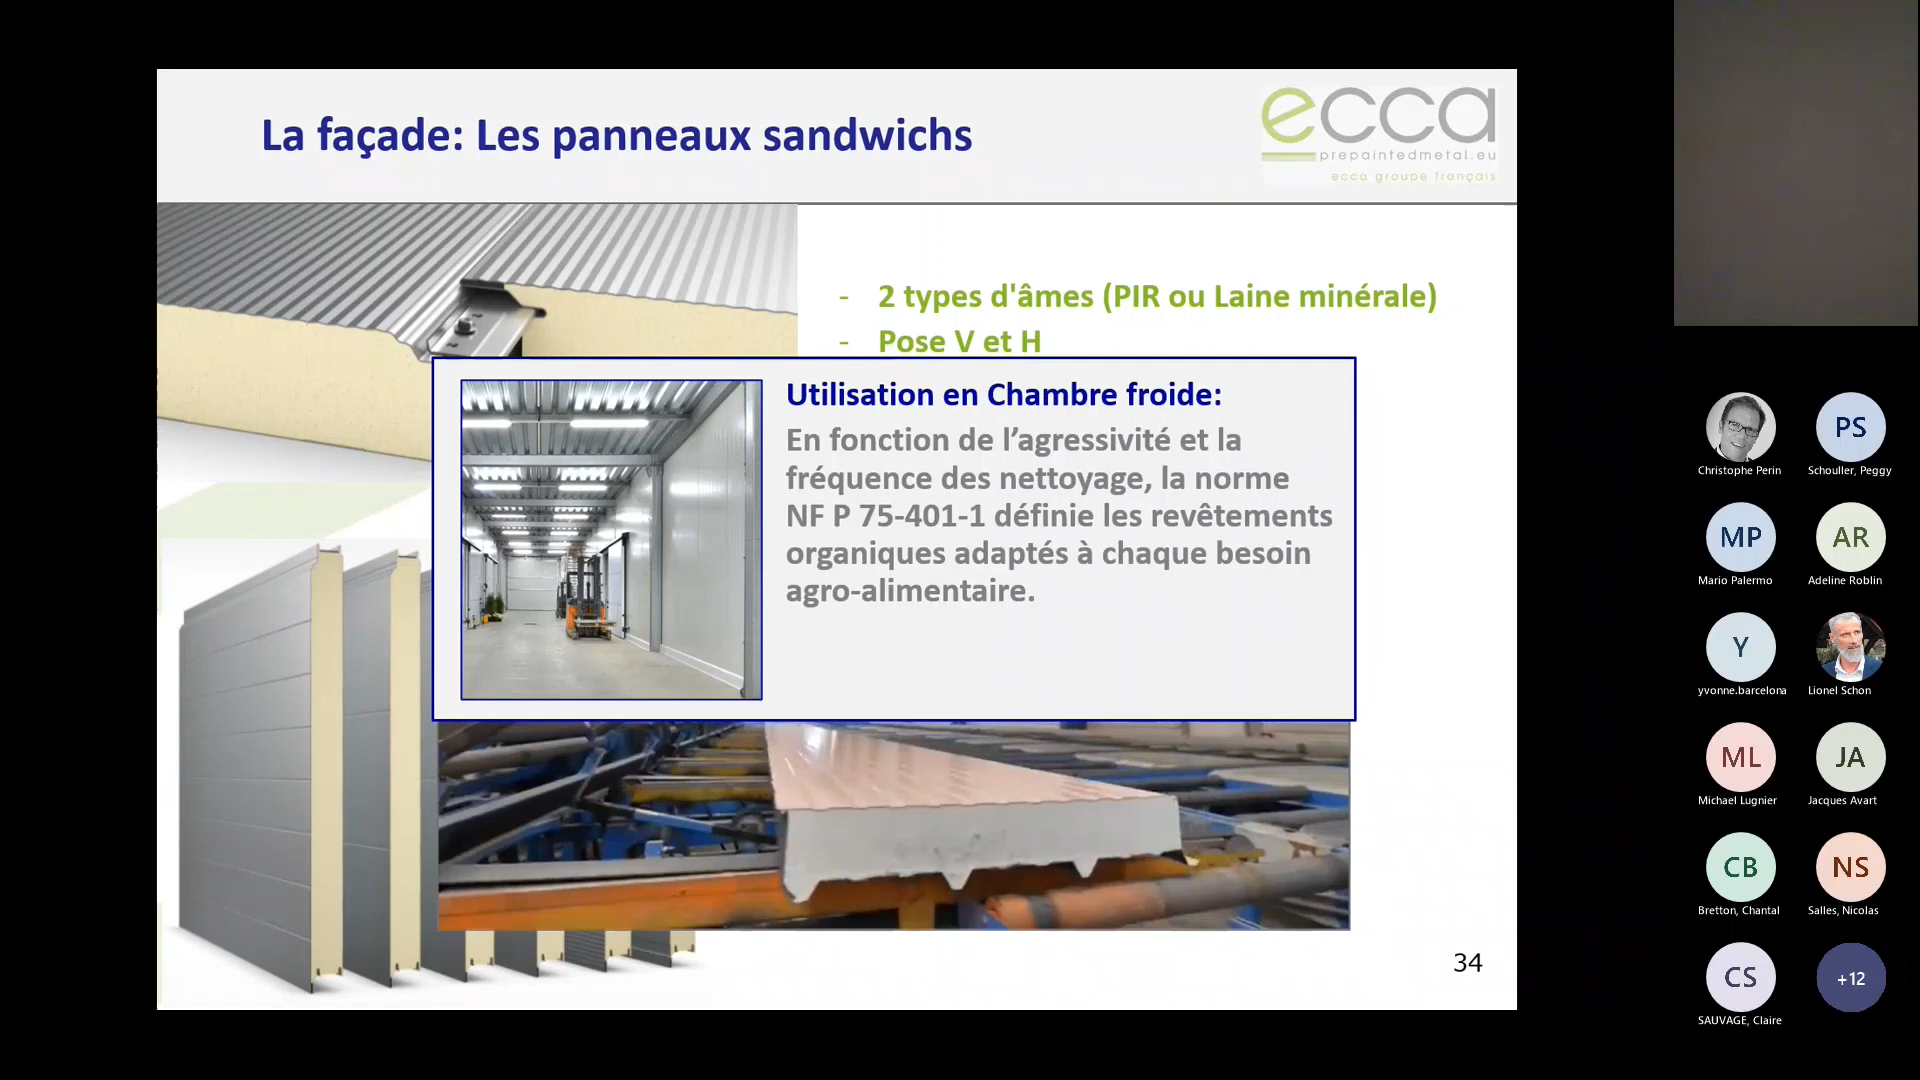 La façade: Les panneaux sandwichs
ecca
prepaintedmetal.eu
ecca groupe français
- 2 types d'âmes (PIR ou Laine minérale)
- Pose V et H
Utilisation en Chambre froide:
En fonction de l’agressivité et la
fréquence des nettoyage, la norme
NF P 75-401-1 définie les revêtements
organiques adaptés à chaque besoin
agro-alimentaire.
34
Christophe Perin
PS
Schouller, Peggy
MP
Mario Palermo
AR
Adeline Roblin
Y
yvonne.barcelona
Lionel Schon
ML
Michael Lugnier
JA
Jacques Avart
CB
Bretton, Chantal
NS
Salles, Nicolas
CS
SAUVAGE, Claire
+12